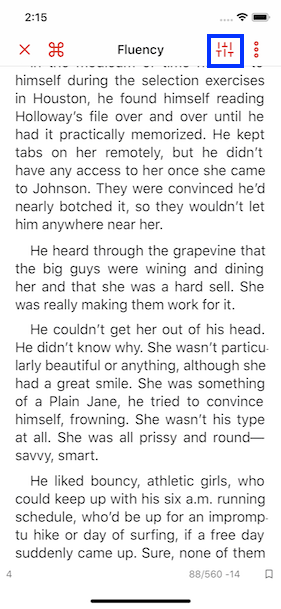 2:15
Fluency
in the modicum of time
himself during the selection exercises
in Houston, he found himself reading
Holloway's file over and over until he
had it practically memorized. He kept
tabs on her remotely, but he didn't
have any access to her once she came
to Johnson. They were convinced he'd
nearly botched it, so they wouldn't let
him anywhere near her.
He heard through the grapevine that
the big guys were wining and dining
her and that she was a hard sell. She
was really making them work for it.
He couldn't get her out of his head.
He didn't know why. She wasn't particu-
larly beautiful or anything, although she
had a great smile. She was something
of a Plain Jane, he tried to convince
himself, frowning. She wasn't his type
at all. She was all prissy and round—
savvy, smart.
He liked bouncy, athletic girls, who
could keep up with his six a.m. running
schedule, who'd be up for an impromp-
tu hike or day of surfing, if a free day
suddenly came up. Sure, none of them
4 88/560 -14